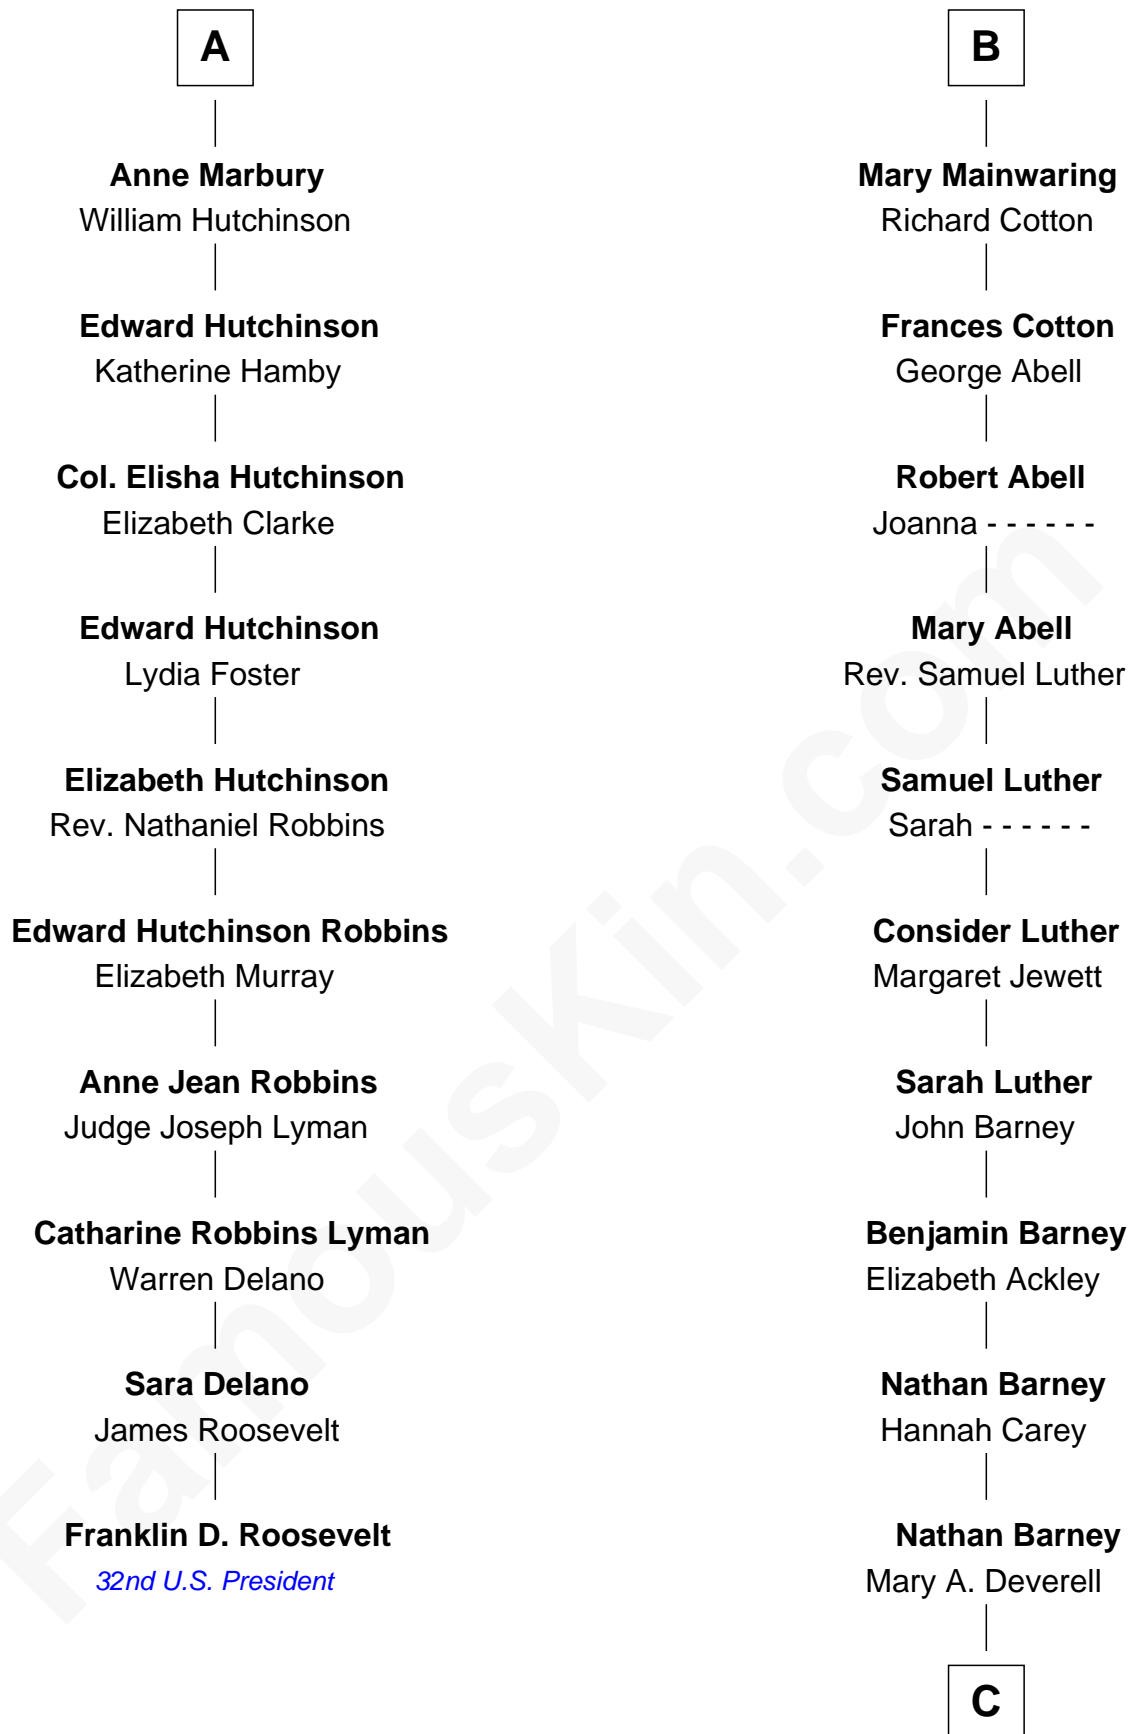 A
Anne Marbury
William Hutchinson
Edward Hutchinson
Katherine Hamby
Col. Elisha Hutchinson
Elizabeth Clarke
Edward Hutchinson
Lydia Foster
Elizabeth Hutchinson
Rev. Nathaniel Robbins
Edward Hutchinson Robbins
Elizabeth Murray
Anne Jean Robbins
Judge Joseph Lyman
Catharine Robbins Lyman
Warren Delano
Sara Delano
James Roosevelt
Franklin D. Roosevelt
32nd U.S. President
B
Mary Mainwaring
Richard Cotton
Frances Cotton
George Abell
Robert Abell
Joanna - - - - - -
Mary Abell
Rev. Samuel Luther
Samuel Luther
Sarah - - - - - -
Consider Luther
Margaret Jewett
Sarah Luther
John Barney
Benjamin Barney
Elizabeth Ackley
Nathan Barney
Hannah Carey
Nathan Barney
Mary A. Deverell
C
FamousKin.com